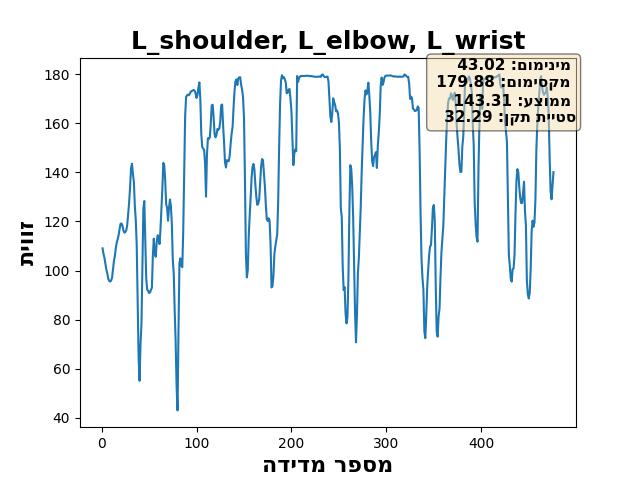 L_shoulder, L_elbow, L_wrist
מינימום: 43.02
מקסימום: 179.88
ממוצע: 143.31
סטיית תקן: 32.29
180
160
140
120
100
80
60
40
זווית
0 100 200 300 400
מספר מדידה